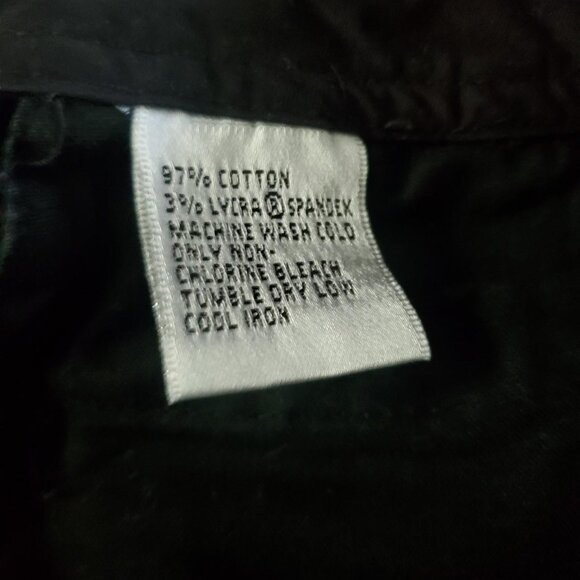 97% COTTON
3% LYCRA® SPANDEX
MACHINE WASH COLD
ONLY NON-
CHLORINE BLEACH
TUMBLE DRY LOW
COOL IRON